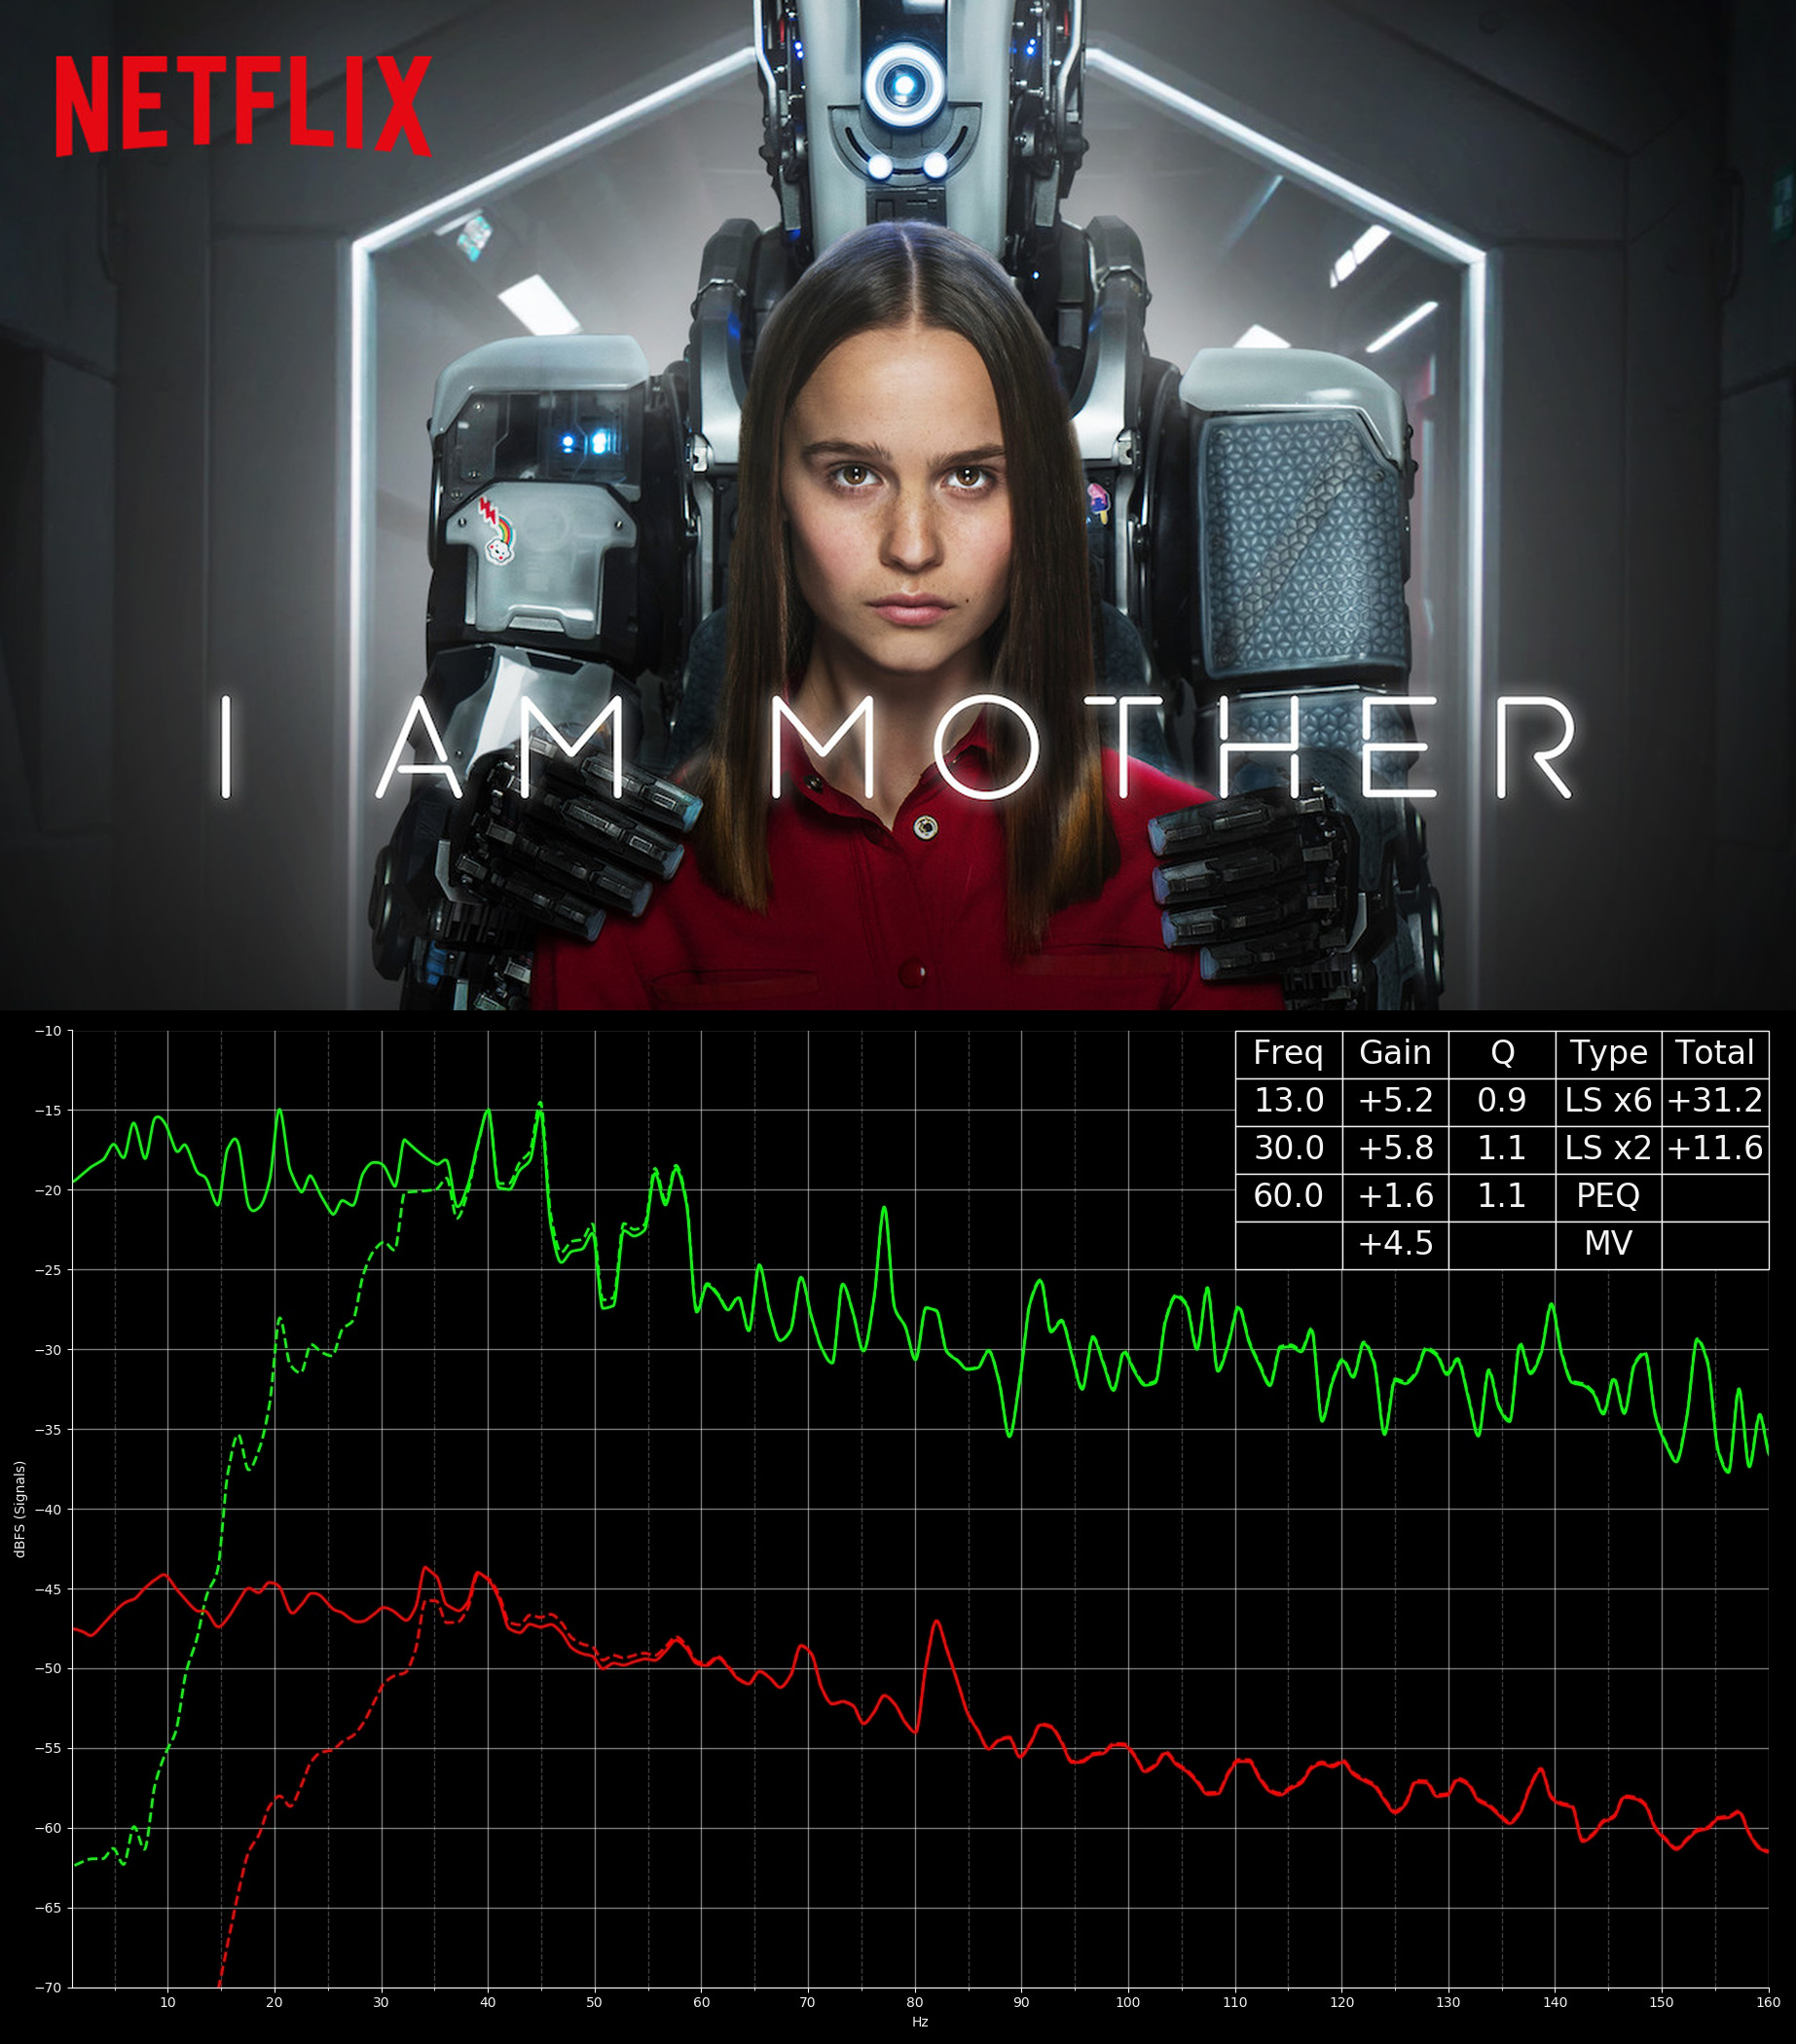 NETFLIX
I AM MOTHER
Freq Gain Q Type Total
13.0 +5.2 0.9 LS x6 +31.2
30.0 +5.8 1.1 LS x2 +11.6
60.0 +1.6 1.1 PEQ
+4.5 MV
−10
−15
−20
−25
−30
−35
−40
−45
−50
−55
−60
−65
−70
dBFS (Signals)
10 20 30 40 50 60 70 80 90 100 110 120 130 140 150 160
Hz